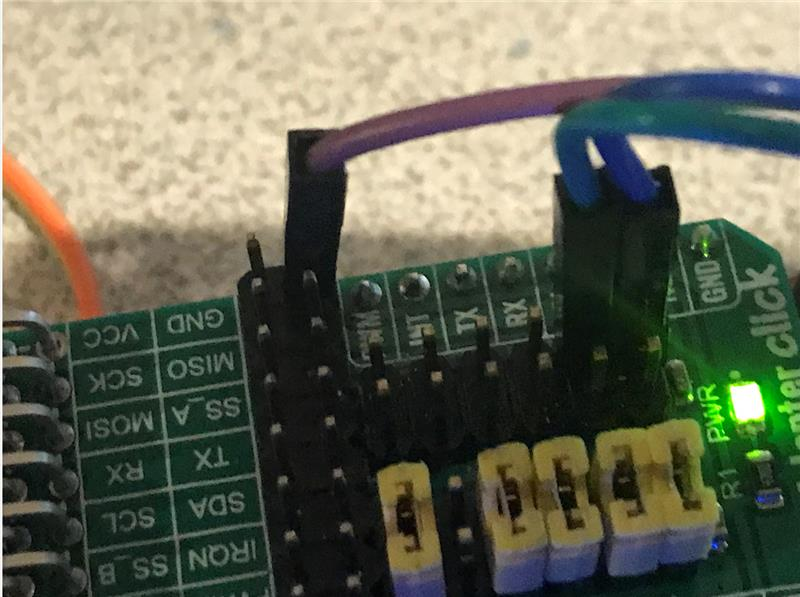 VCC GND
SCK MISO
MOSI SS_A
RX TX
SCL SDA
SS_B IRQN
INT
TX
RX
GND
PWR
R1
click